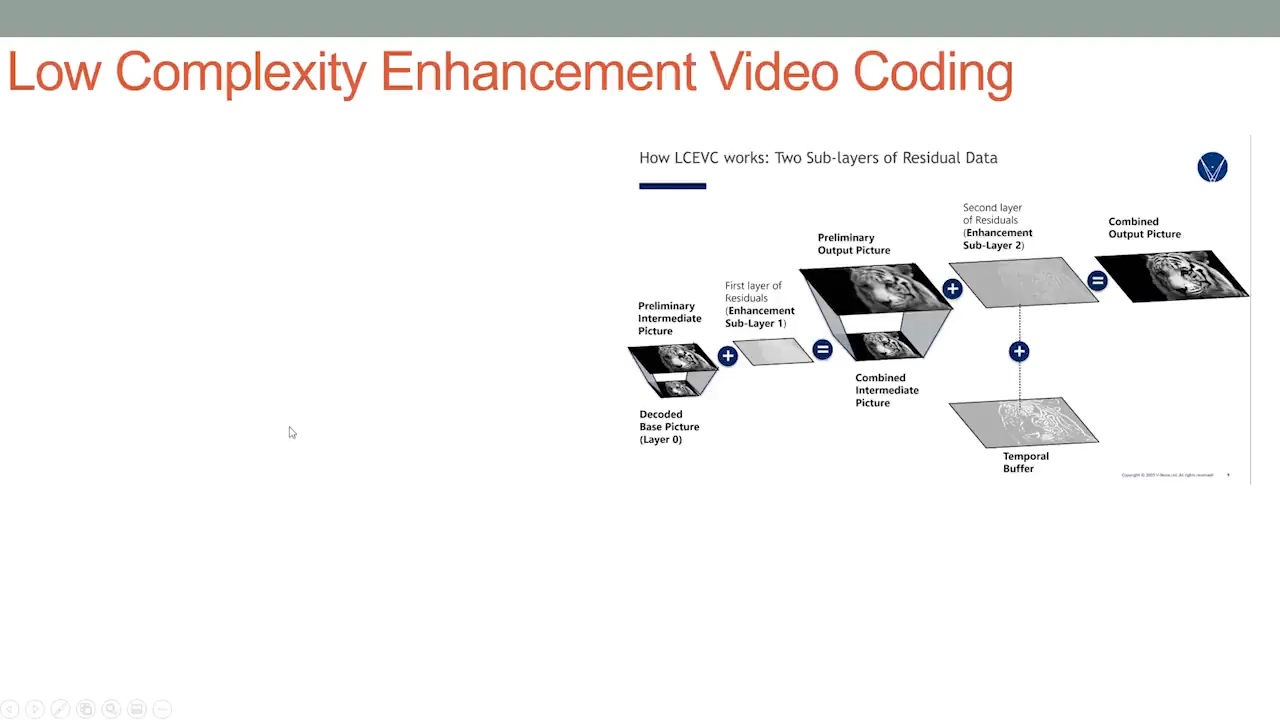 Low Complexity Enhancement Video Coding
How LCEVC works: Two Sub-layers of Residual Data
Second layer
of Residuals
(Enhancement
Sub-Layer 2)
Combined
Output Picture
Preliminary
Output Picture
First layer of
Residuals
(Enhancement
Sub-Layer 1)
Preliminary
Intermediate
Picture
Combined
Intermediate
Picture
Decoded
Base Picture
(Layer 0)
Temporal
Buffer